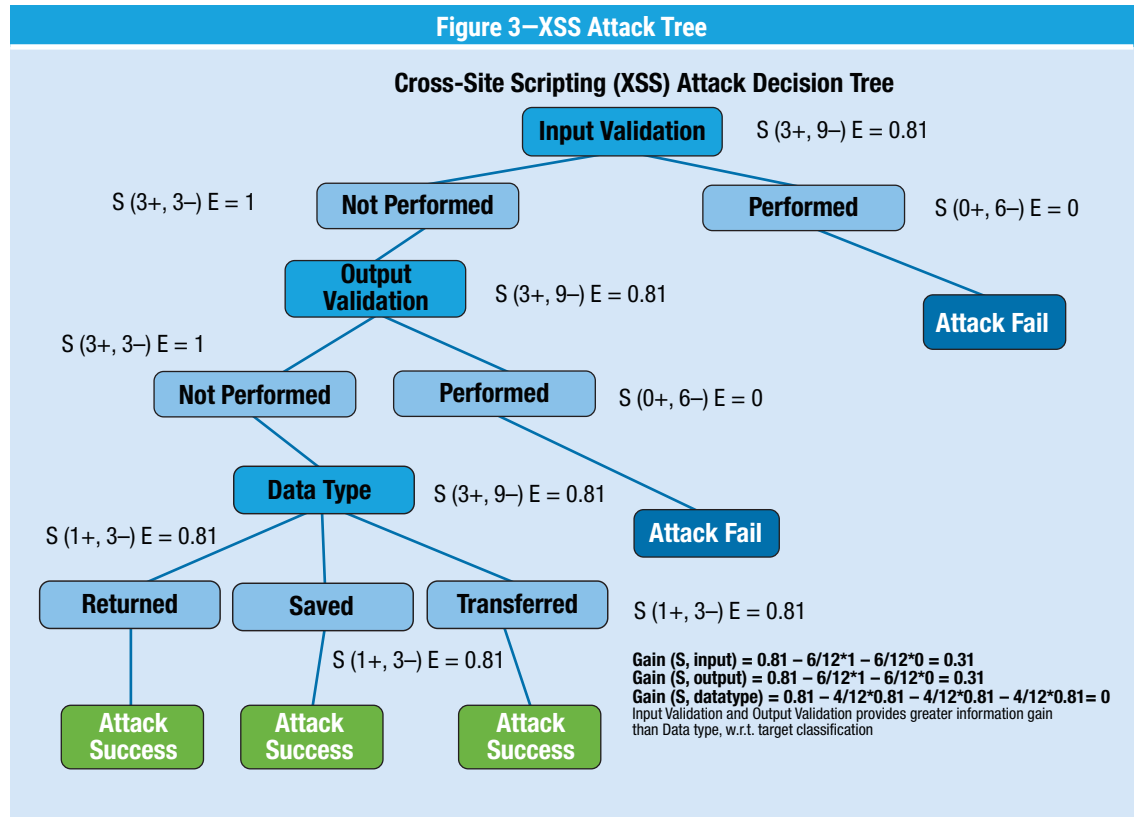 Figure 3—XSS Attack Tree
Cross-Site Scripting (XSS) Attack Decision Tree
Input Validation
S (3+, 9–) E = 0.81
S (3+, 3–) E = 1
Not Performed
Performed
S (0+, 6–) E = 0
Output
Validation
S (3+, 9–) E = 0.81
Attack Fail
S (3+, 3–) E = 1
Not Performed
Performed
S (0+, 6–) E = 0
Data Type
S (3+, 9–) E = 0.81
Attack Fail
S (1+, 3–) E = 0.81
Returned
Saved
Transferred
S (1+, 3–) E = 0.81
S (1+, 3–) E = 0.81
Gain (S, input) = 0.81 – 6/12*1 – 6/12*0 = 0.31
Gain (S, output) = 0.81 – 6/12*1 – 6/12*0 = 0.31
Gain (S, datatype) = 0.81 – 4/12*0.81 – 4/12*0.81 – 4/12*0.81= 0
Input Validation and Output Validation provides greater information gain
than Data type, w.r.t. target classification
Attack
Success
Attack
Success
Attack
Success